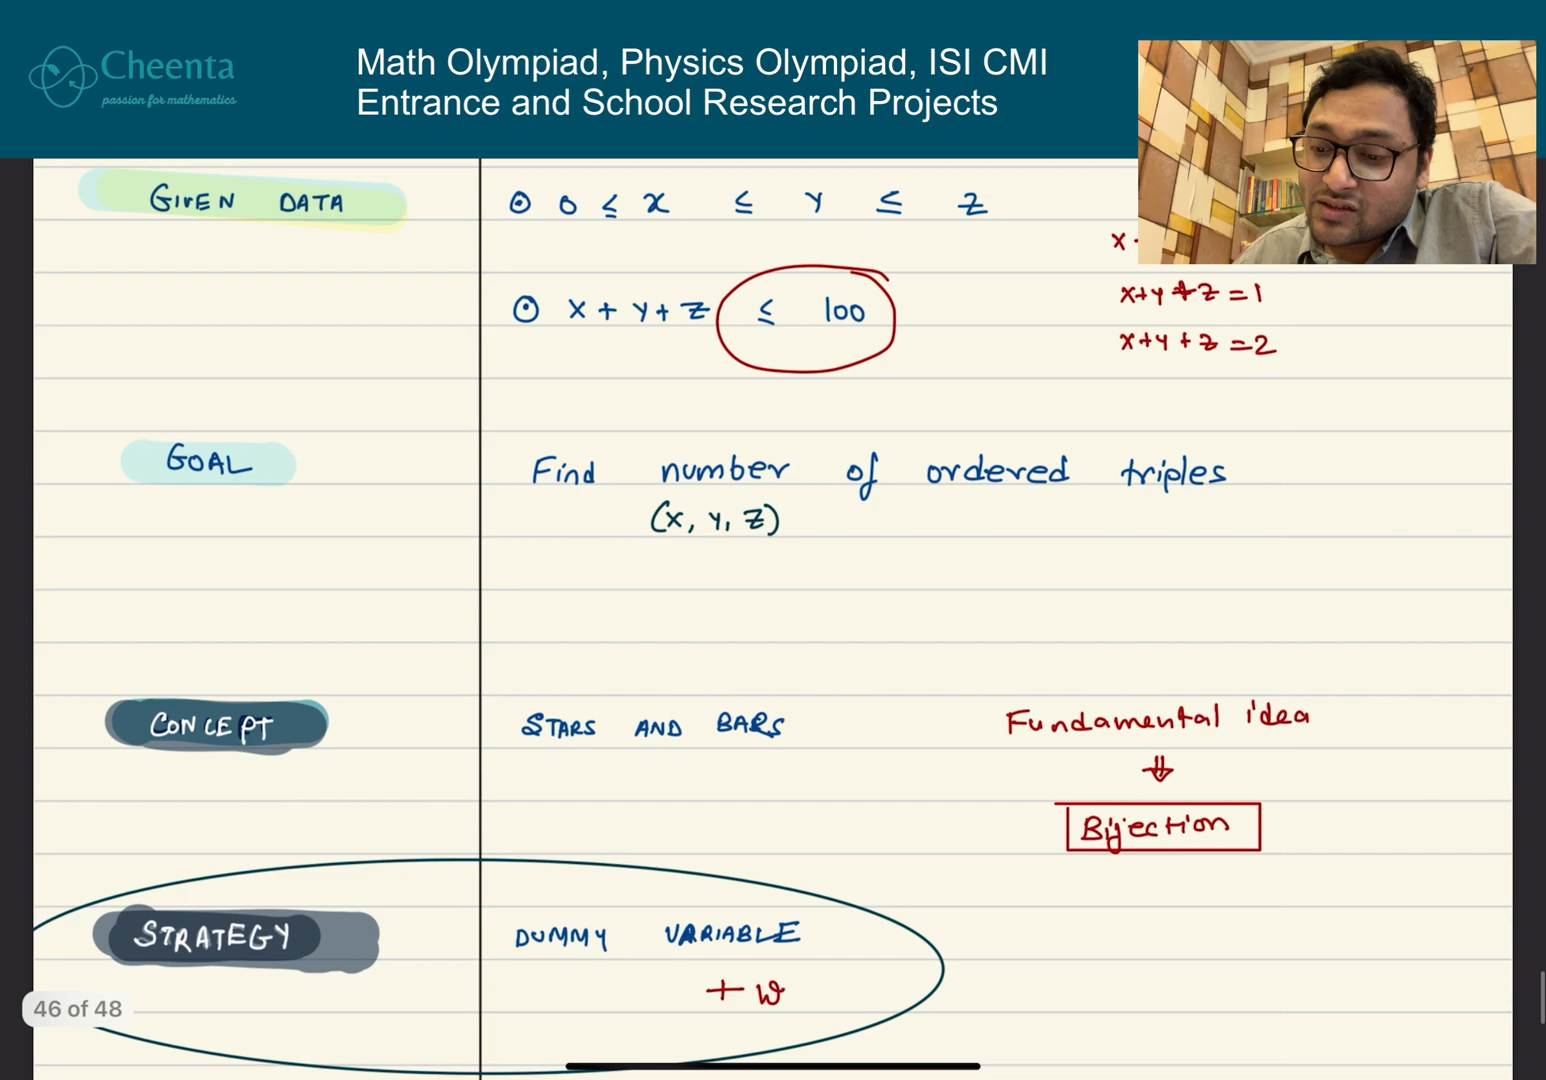 Cheenta
passion for mathematics
Math Olympiad, Physics Olympiad, ISI CMI
Entrance and School Research Projects
GIVEN DATA
⊙ 0 ≤ x ≤ y ≤ z
x
x+y+z = 1
⊙ x + y + z ≤ 100
x+y+z = 2
GOAL
Find number of ordered triples
(x, y, z)
CONCEPT
STARS AND BARS
Fundamental idea
⇓
Bijection
STRATEGY
DUMMY VARIABLE
+ w
46 of 48